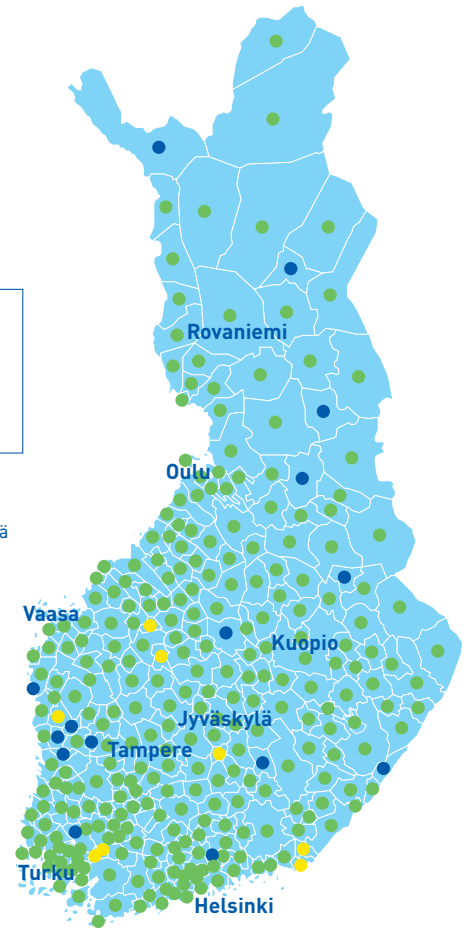 Rovaniemi
Oulu
ä
Vaasa
Kuopio
Jyväskylä
Tampere
Turku
Helsinki